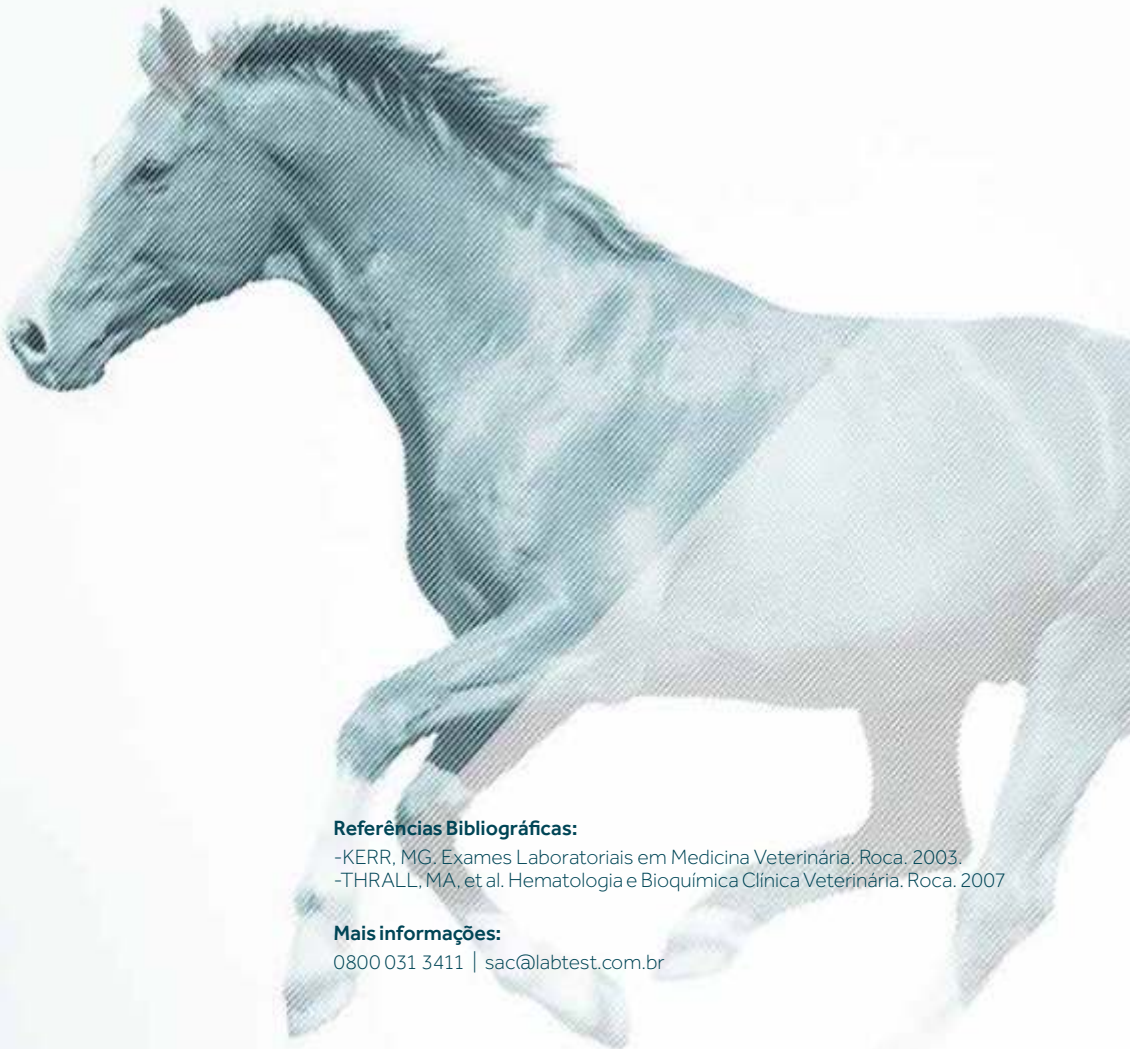 Referências Bibliográficas:
-KERR, MG. Exames Laboratoriais em Medicina Veterinária. Roca. 2003.
-THRALL, MA, et al. Hematologia e Bioquímica Clínica Veterinária. Roca. 2007
Mais informações:
0800 031 3411 | sac@labtest.com.br